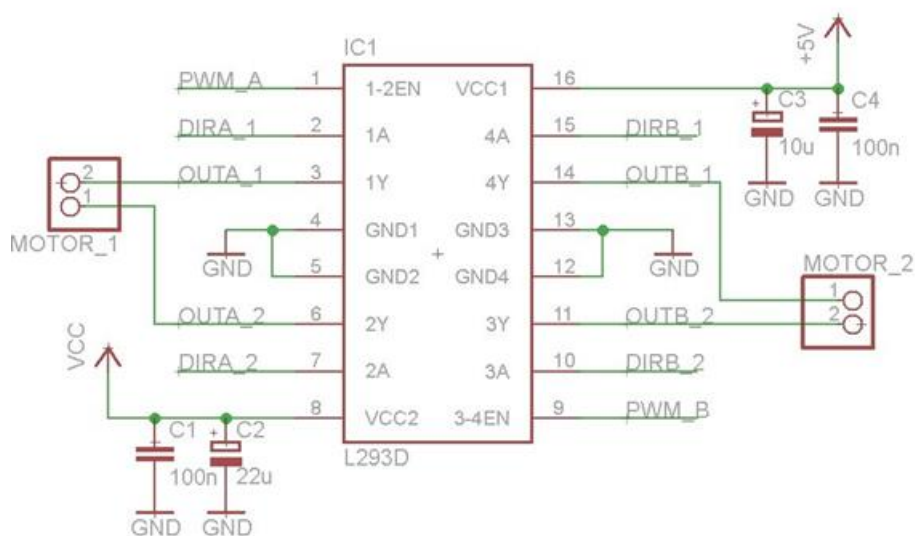 IC1
+5V
PWM_A 1 1-2EN VCC1 16
C3 C4
DIRA_1 2 1A 4A 15 DIRB_1
10u 100n
2 OUTA_1 3 1Y 4Y 14 OUTB_1
GND GND
1
MOTOR_1
4 GND1 GND3 13
GND GND
5 GND2 GND4 12
MOTOR_2
1
OUTA_2 6 2Y 3Y 11 OUTB_2 2
VCC
DIRA_2 7 2A 3A 10 DIRB_2
8 VCC2 3-4EN 9 PWM_B
C1 C2
L293D
100n 22u
GND GND